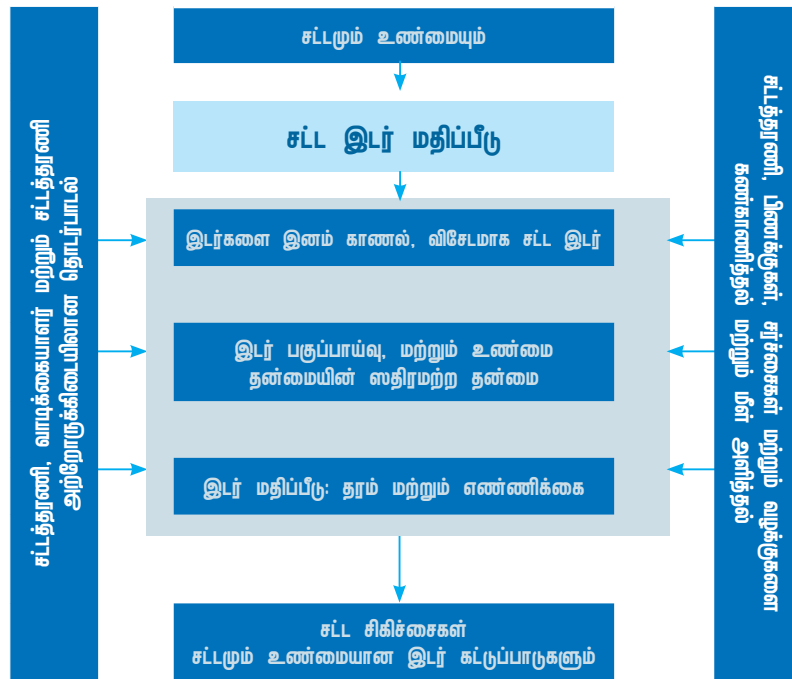 சட்டமும் உண்மையும்
சட்ட இடர் மதிப்பீடு
இடர்களை இனம் காணல், விசேடமாக சட்ட இடர்
இடர் பகுப்பாய்வு, மற்றும் உண்மை
தன்மையின் ஸதிரமற்ற தன்மை
இடர் மதிப்பீடு: தரம் மற்றும் எண்ணிக்கை
சட்ட சிகிச்சைகள்
சட்டமும் உண்மையான இடர் கட்டுப்பாடுகளும்
சட்டத்தரணி, வாடிக்கையாளர் மற்றும் சட்டத்தரணி
அற்றோருக்கிடையிலான தொடர்பாடல்
சட்டத்தரணி, பிணக்குகள், சர்ச்சைகள் மற்றும் வழக்குகளை
கண்காணித்தல் மற்றும் மீள் அளித்தல்